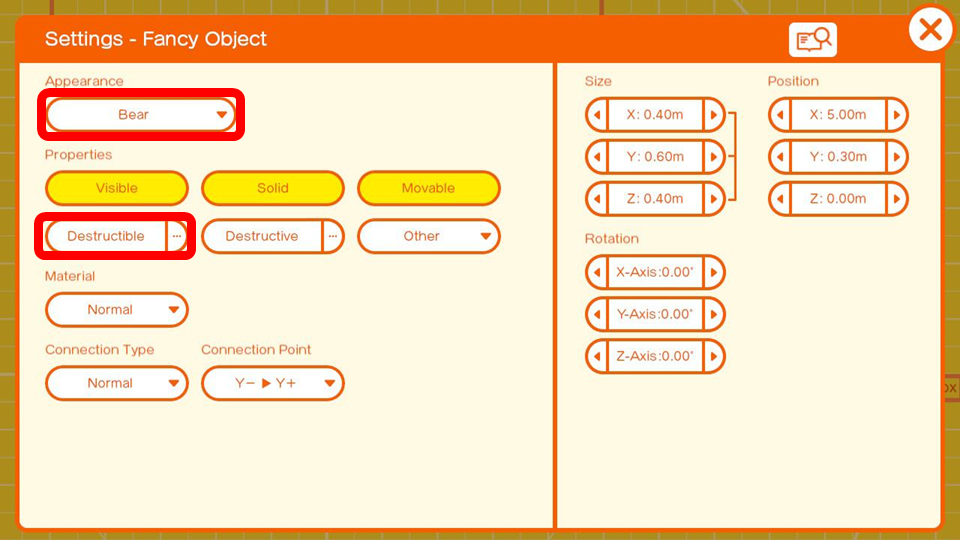 Settings - Fancy Object
Appearance
Bear
Properties
Visible
Solid
Movable
Destructible
...
Destructive
...
Other
Material
Normal
Connection Type
Connection Point
Normal
Y− ▶ Y+
Size
Position
X: 0.40m
X: 5.00m
Y: 0.60m
Y: 0.30m
Z: 0.40m
Z: 0.00m
Rotation
X-Axis:0.00°
Y-Axis:0.00°
Z-Axis:0.00°